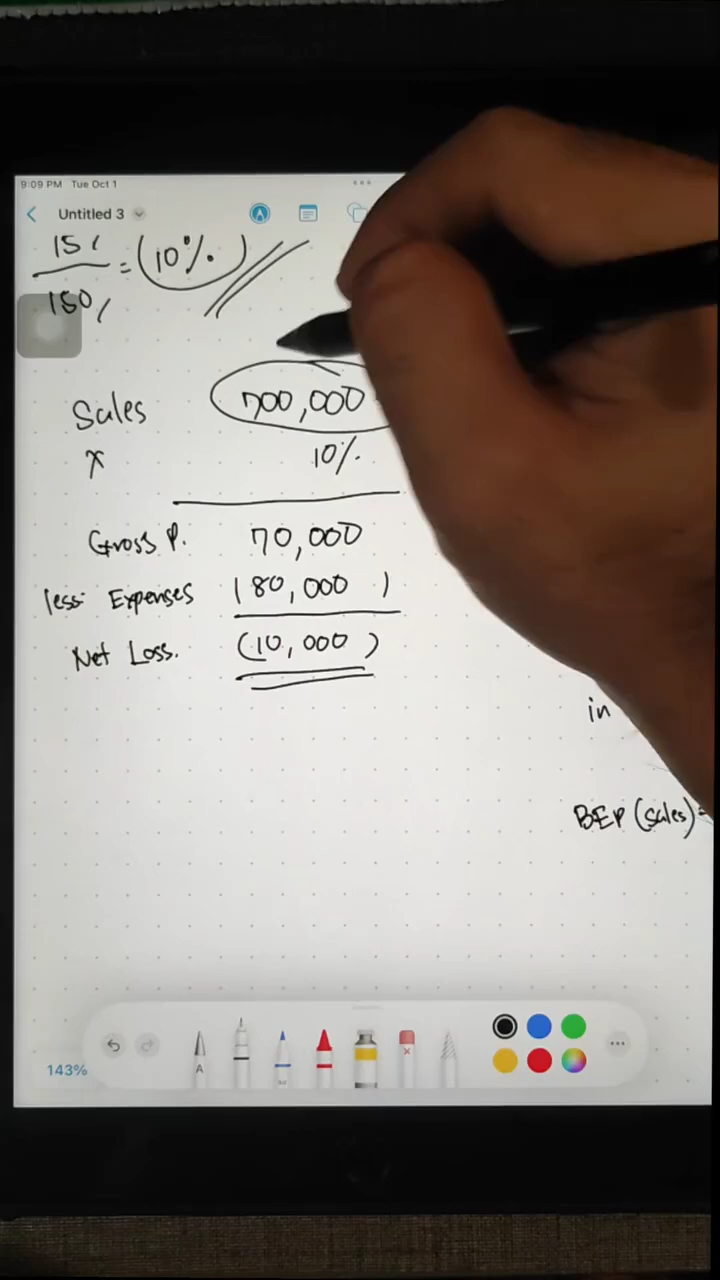 9:09 PM Tue Oct 1
Untitled 3
15%
150% = (10%)
Sales 700,000
x 10%
Gross P. 70,000
less: Expenses (80,000)
Net Loss. (10,000)
in
BEP (sales) =
143%
A